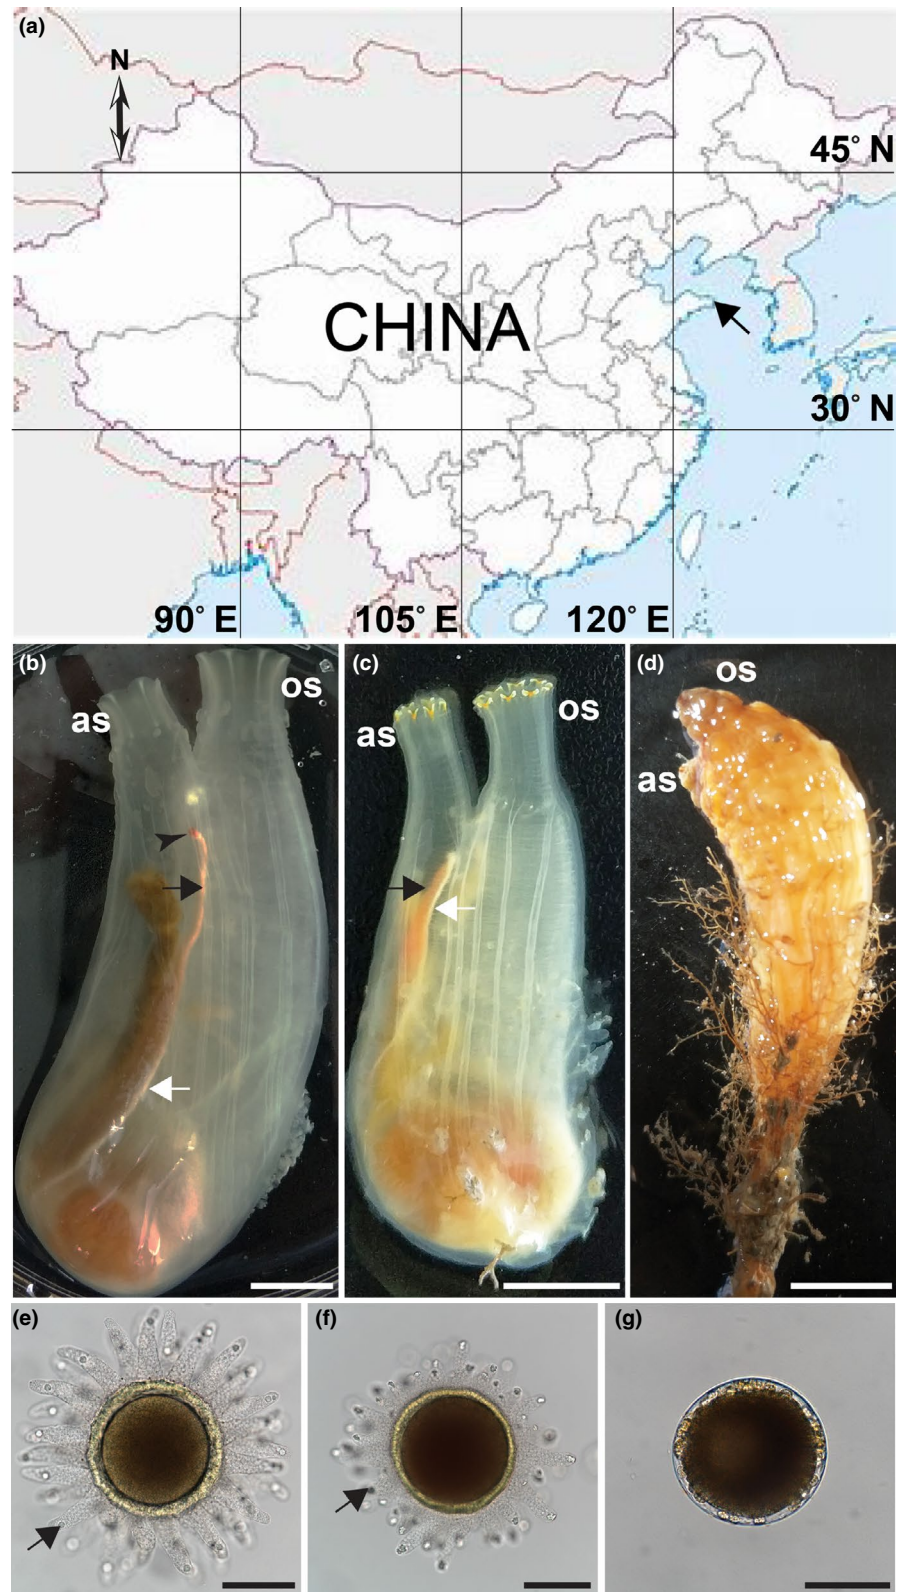 (a)
N
45° N
CHINA
30° N
90° E
105° E
120° E
(b)
as
os
(c)
as
os
(d)
os
as
(e)
(f)
(g)